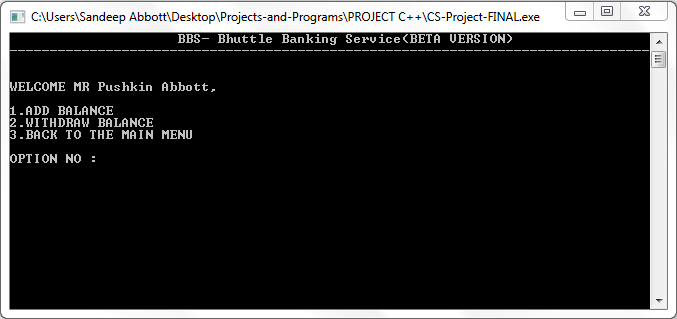 C:\Users\Sandeep Abbott\Desktop\Projects-and-Programs\PROJECT C++\CS-Project-FINAL.exe
BBS- Bhuttle Banking Service(BETA VERSION)
WELCOME MR Pushkin Abbott,
1.ADD BALANCE
2.WITHDRAW BALANCE
3.BACK TO THE MAIN MENU
OPTION NO :